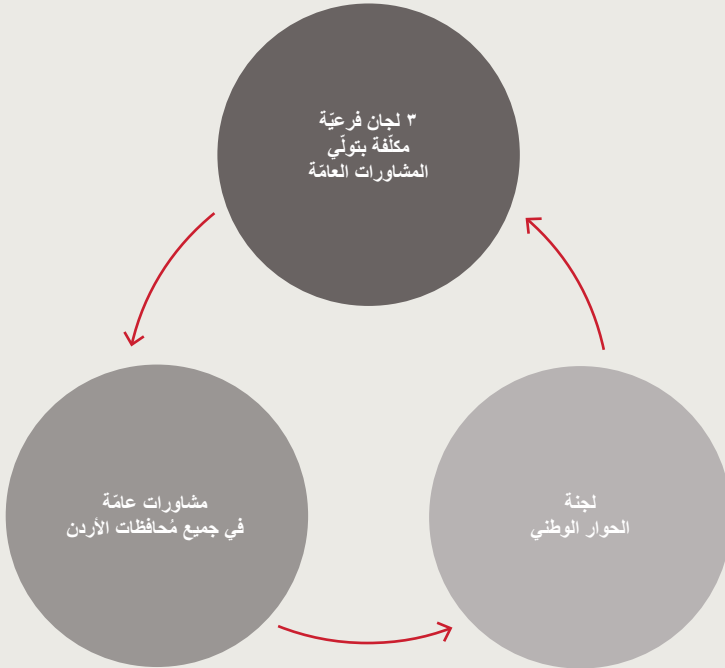 ٣ لجان فرعيّة
مكلّفة بتولّي
المشاورات العامّة
لجنة
الحوار الوطني
مشاورات عامّة
في جميع مُحافظات الأردن